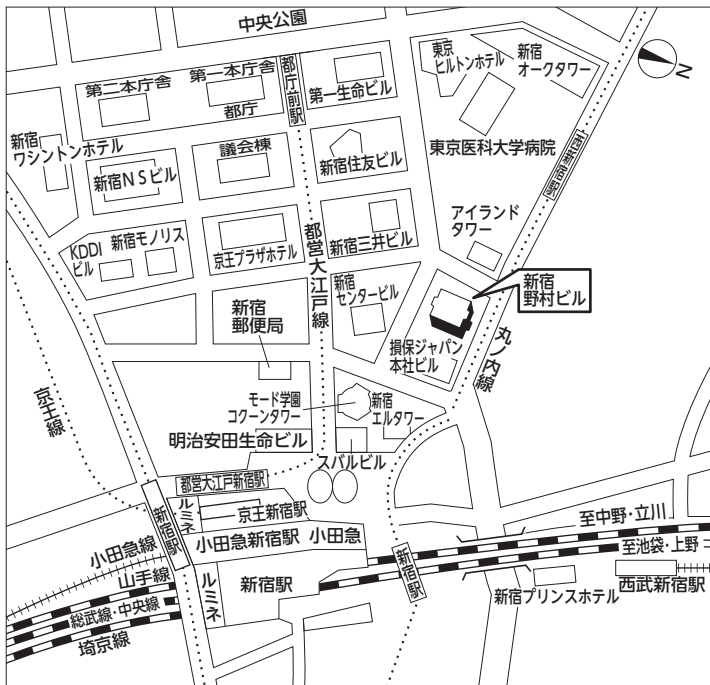 中央公園
東京
ヒルトンホテル
新宿
オークタワー
N
第二本庁舎
第一本庁舎
都庁
都庁前駅
第一生命ビル
新宿
ワシントンホテル
新宿NSビル
議会棟
新宿住友ビル
東京医科大学病院
西新宿駅
アイランド
タワー
KDDI
ビル
新宿モノリス
京王プラザホテル
都営大江戸線
新宿三井ビル
新宿
センタービル
新宿
野村ビル
新宿
郵便局
損保ジャパン
本社ビル
丸ノ内線
京王線
モード学園
コクーンタワー
新宿
エルタワー
明治安田生命ビル
スバルビル
都営大江戸新宿駅
ルミネ
京王新宿駅
新宿駅
小田急新宿駅
小田急
新宿駅
至中野・立川
至池袋・上野
小田急線
山手線
総武線・中央線
埼京線
ルミネ
新宿駅
新宿プリンスホテル
西武新宿駅